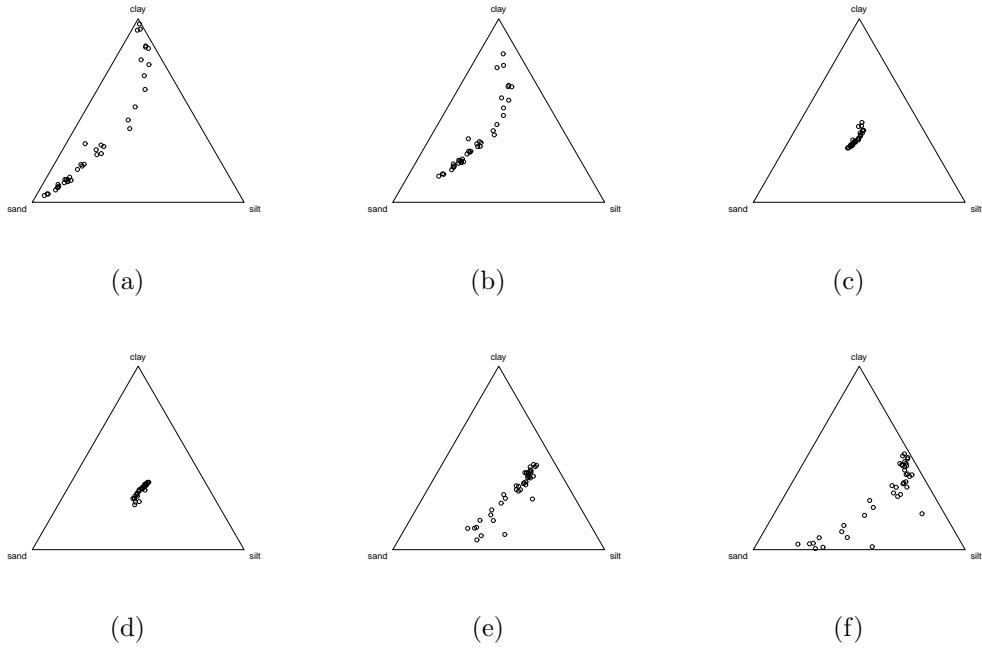 clay
clay
clay
sand
silt
sand
silt
sand
silt
(a)
(b)
(c)
clay
clay
clay
sand
silt
sand
silt
sand
silt
(d)
(e)
(f)